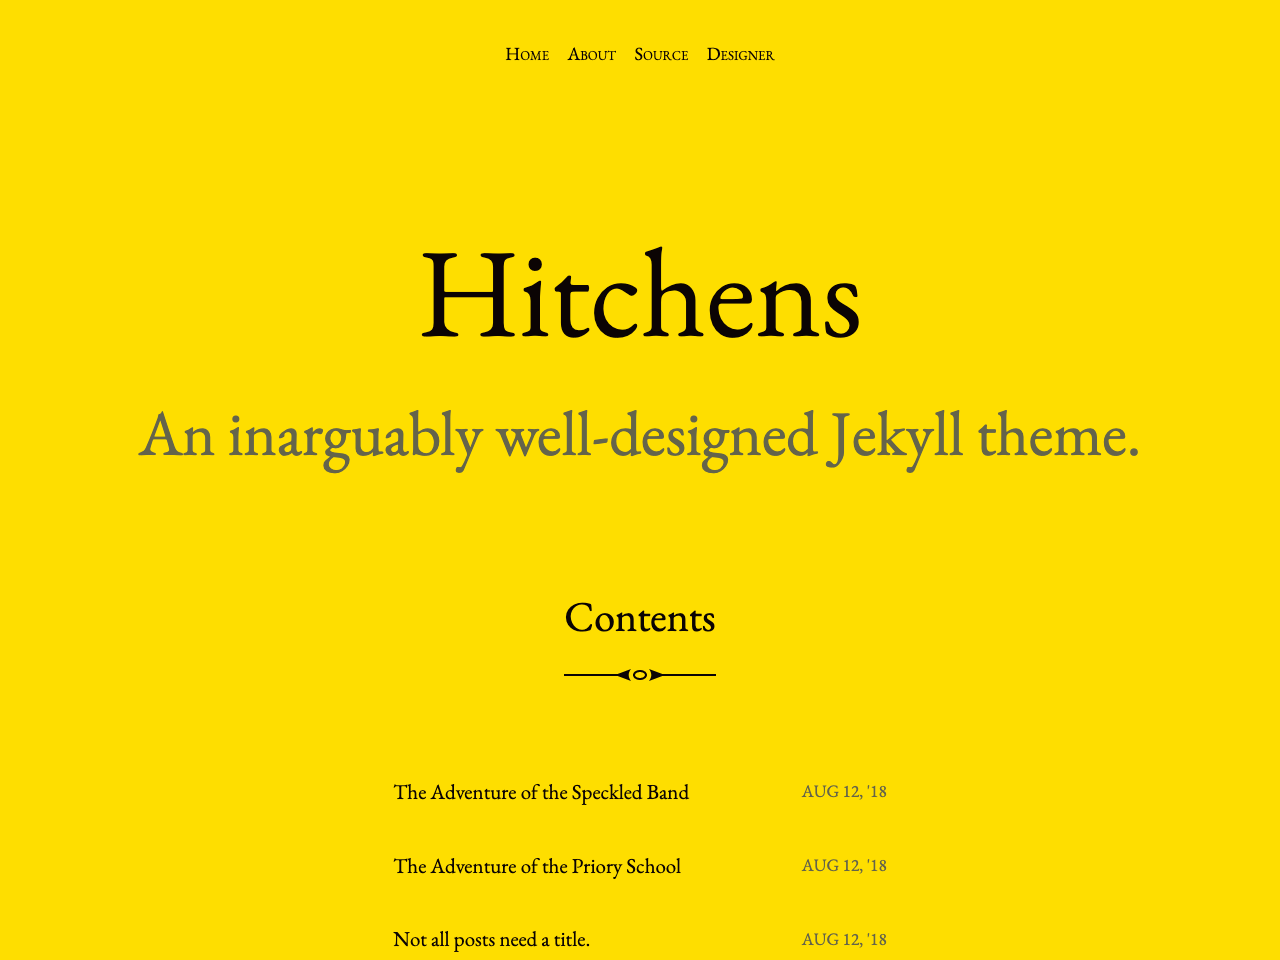 Home About Source Designer
Hitchens
An inarguably well-designed Jekyll theme.
Contents
The Adventure of the Speckled Band AUG 12, '18
The Adventure of the Priory School AUG 12, '18
Not all posts need a title. AUG 12, '18